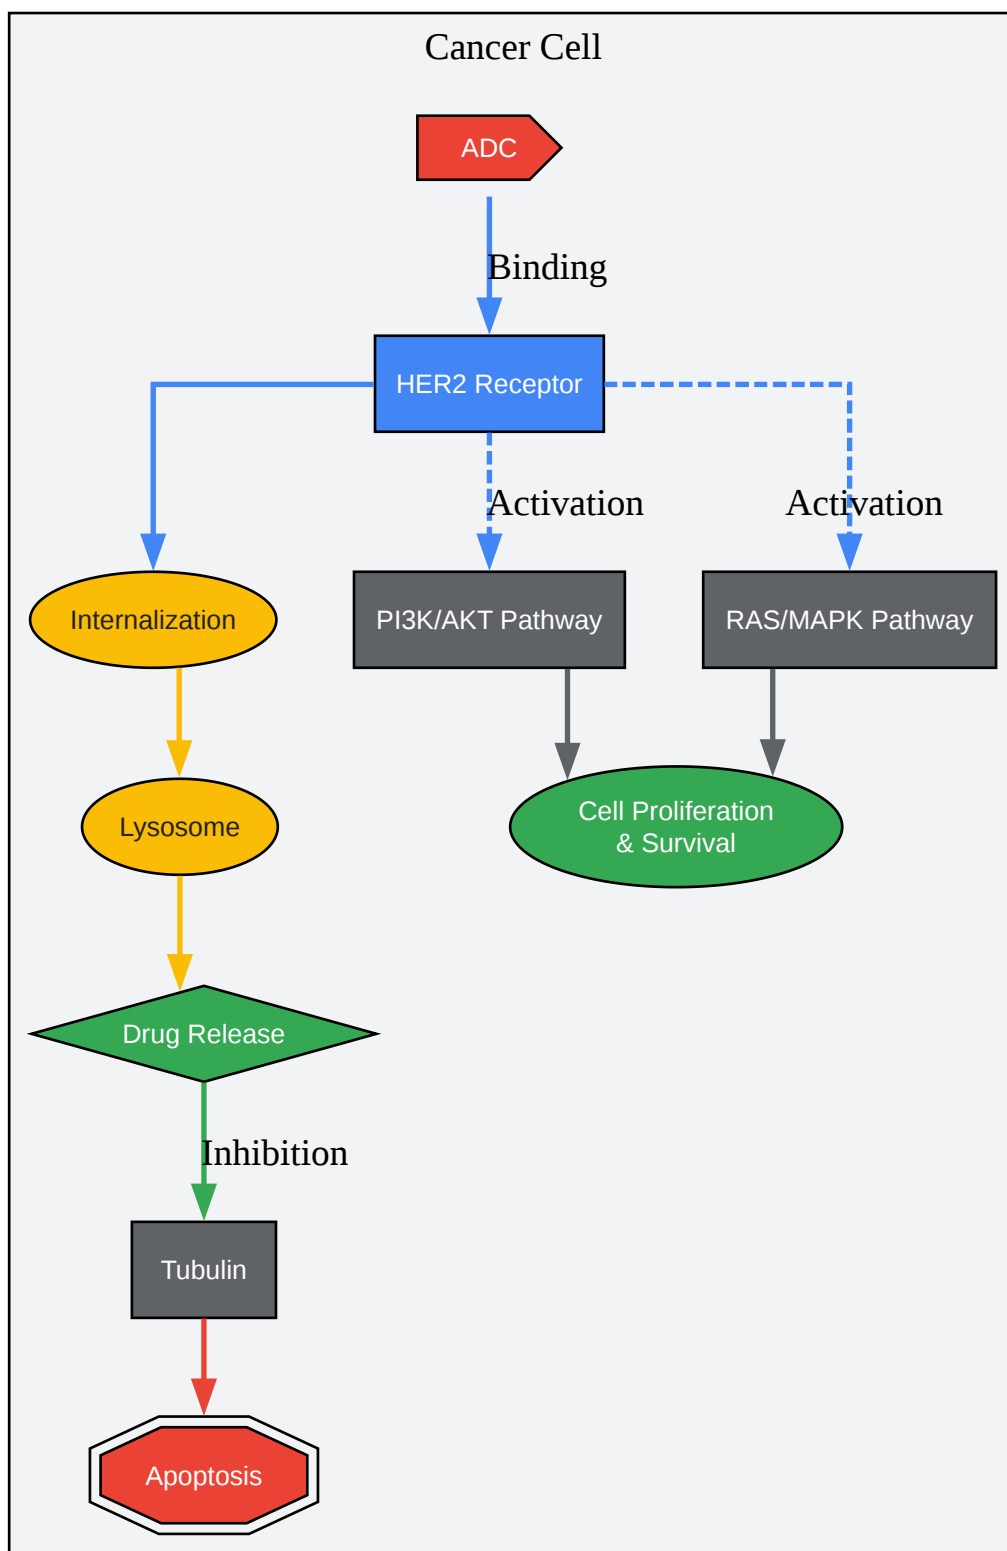 Cancer Cell
ADC
Binding
HER2 Receptor
Activation
Activation
Internalization
PI3K/AKT Pathway
RAS/MAPK Pathway
Lysosome
Cell Proliferation
& Survival
Drug Release
Inhibition
Tubulin
Apoptosis